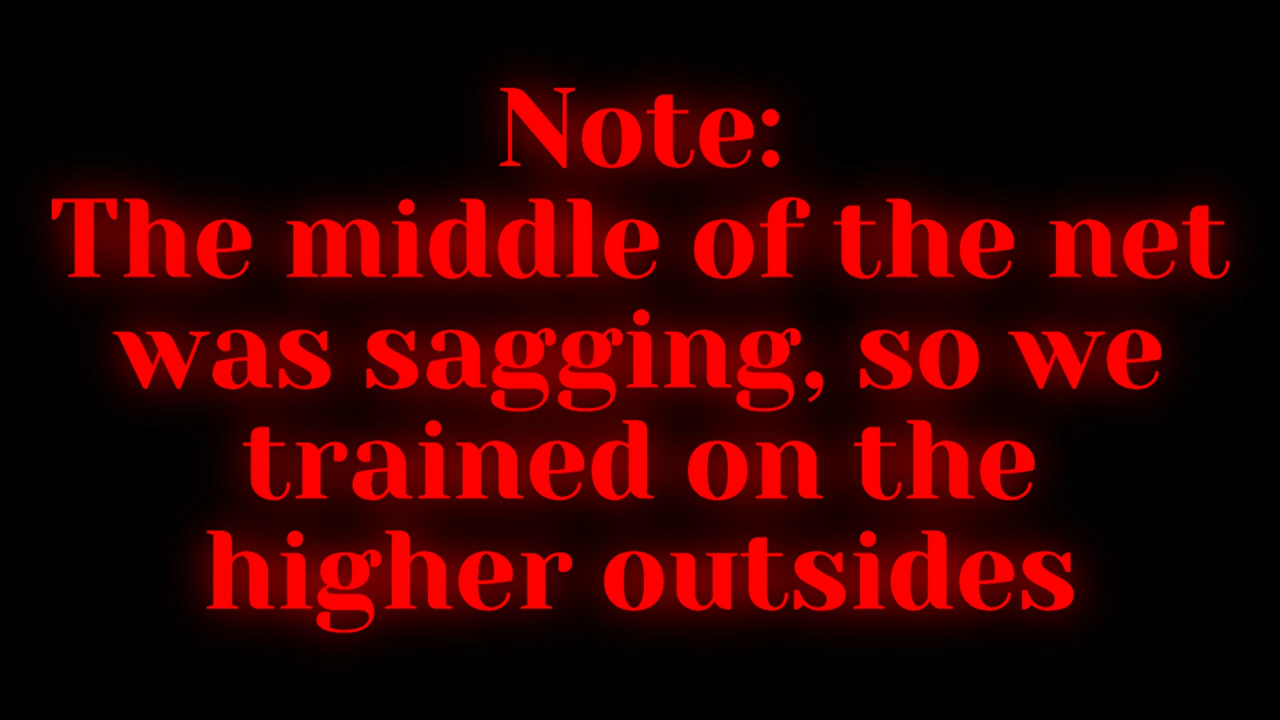 Note:
The middle of the net
was sagging, so we
trained on the
higher outsides